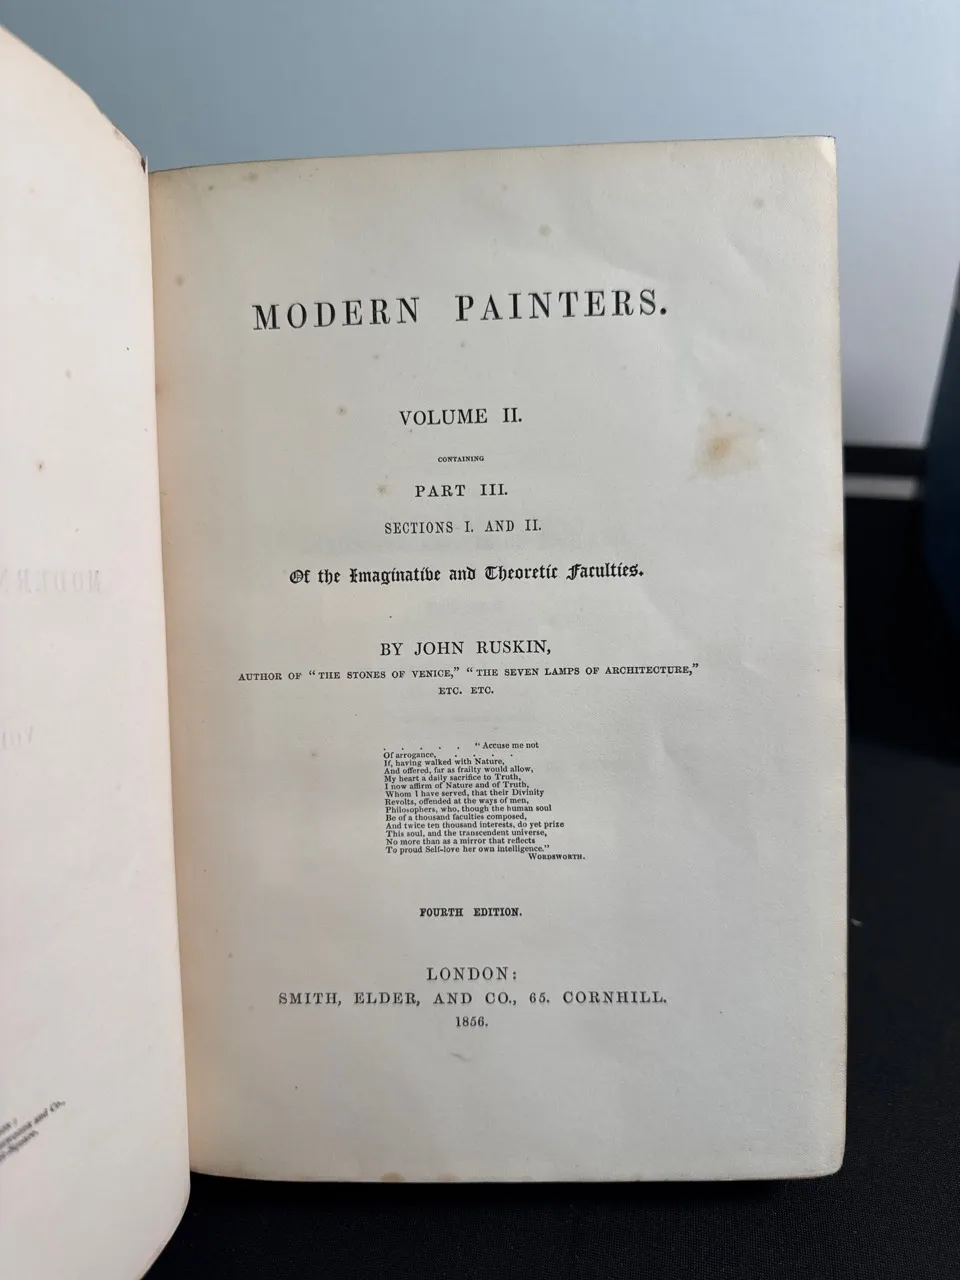 MODERN PAINTERS.
VOLUME II.
CONTAINING
PART III.
SECTIONS I. AND II.
Of the Imaginative and Theoretic Faculties.
BY JOHN RUSKIN,
AUTHOR OF "THE STONES OF VENICE," "THE SEVEN LAMPS OF ARCHITECTURE,"
ETC. ETC.
. . . . . "Accuse me not
Of arrogance, . . . .
If, having walked with Nature,
And offered, far as frailty would allow,
My heart a daily sacrifice to Truth,
I now affirm of Nature and of Truth,
Whom I have served, that their Divinity
Revolts, offended at the ways of men,
Philosophers, who, though the human soul
Be of a thousand faculties composed,
And twice ten thousand interests, do yet prize
This soul, and the transcendent universe,
No more than as a mirror that reflects
To proud Self-love her own intelligence."
WORDSWORTH.
FOURTH EDITION.
LONDON:
SMITH, ELDER, AND CO., 65. CORNHILL.
1856.
and Co.,